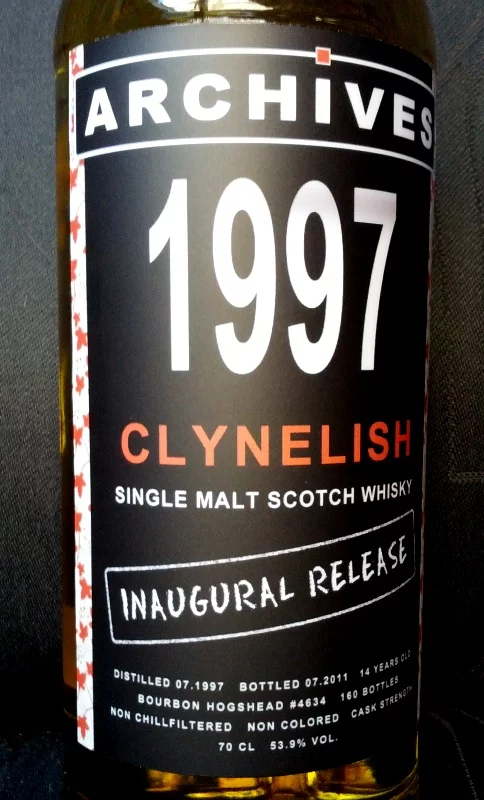 ARCHIVES
1997
CLYNELISH
SINGLE MALT SCOTCH WHISKY
INAUGURAL RELEASE
DISTILLED 07.1997 BOTTLED 07.2011 14 YEARS OLD
BOURBON HOGSHEAD #4634 160 BOTTLES
NON CHILLFILTERED NON COLORED CASK STRENGTH
70 CL 53.9% VOL.